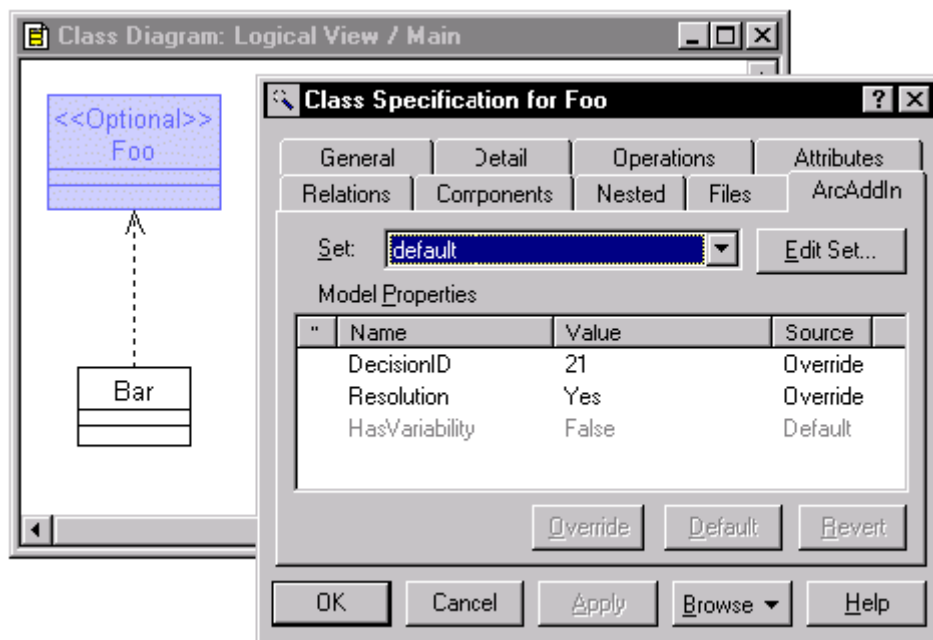 Class Diagram: Logical View / Main
<<Optional>>
Foo
Bar
Class Specification for Foo
General Detail Operations Attributes
Relations Components Nested Files ArcAddIn
Set: default Edit Set...
Model Properties
" Name Value Source
DecisionID 21 Override
Resolution Yes Override
HasVariability False Default
Override Default Revert
OK Cancel Apply Browse Help